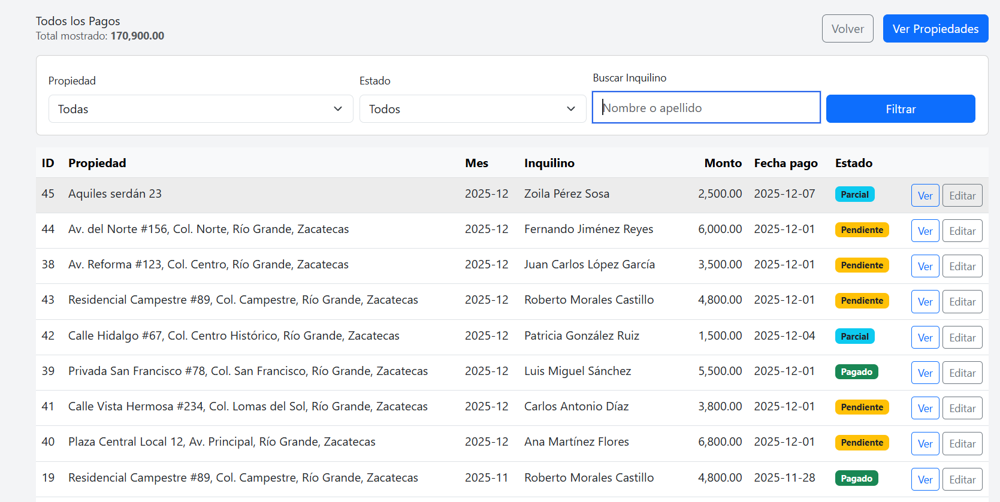 Todos los Pagos
Total mostrado: 170,900.00
Volver
Ver Propiedades
Propiedad
Estado
Buscar Inquilino
Todas
Todos
Nombre o apellido
Filtrar
ID Propiedad Mes Inquilino Monto Fecha pago Estado
45 Aquiles serdán 23 2025-12 Zoila Pérez Sosa 2,500.00 2025-12-07 Parcial Ver Editar
44 Av. del Norte #156, Col. Norte, Río Grande, Zacatecas 2025-12 Fernando Jiménez Reyes 6,000.00 2025-12-01 Pendiente Ver Editar
38 Av. Reforma #123, Col. Centro, Río Grande, Zacatecas 2025-12 Juan Carlos López García 3,500.00 2025-12-01 Pendiente Ver Editar
43 Residencial Campestre #89, Col. Campestre, Río Grande, Zacatecas 2025-12 Roberto Morales Castillo 4,800.00 2025-12-01 Pendiente Ver Editar
42 Calle Hidalgo #67, Col. Centro Histórico, Río Grande, Zacatecas 2025-12 Patricia González Ruiz 1,500.00 2025-12-04 Parcial Ver Editar
39 Privada San Francisco #78, Col. San Francisco, Río Grande, Zacatecas 2025-12 Luis Miguel Sánchez 5,500.00 2025-12-01 Pagado Ver Editar
41 Calle Vista Hermosa #234, Col. Lomas del Sol, Río Grande, Zacatecas 2025-12 Carlos Antonio Díaz 3,800.00 2025-12-01 Pendiente Ver Editar
40 Plaza Central Local 12, Av. Principal, Río Grande, Zacatecas 2025-12 Ana Martínez Flores 6,800.00 2025-12-01 Pendiente Ver Editar
19 Residencial Campestre #89, Col. Campestre, Río Grande, Zacatecas 2025-11 Roberto Morales Castillo 4,800.00 2025-11-28 Pagado Ver Editar